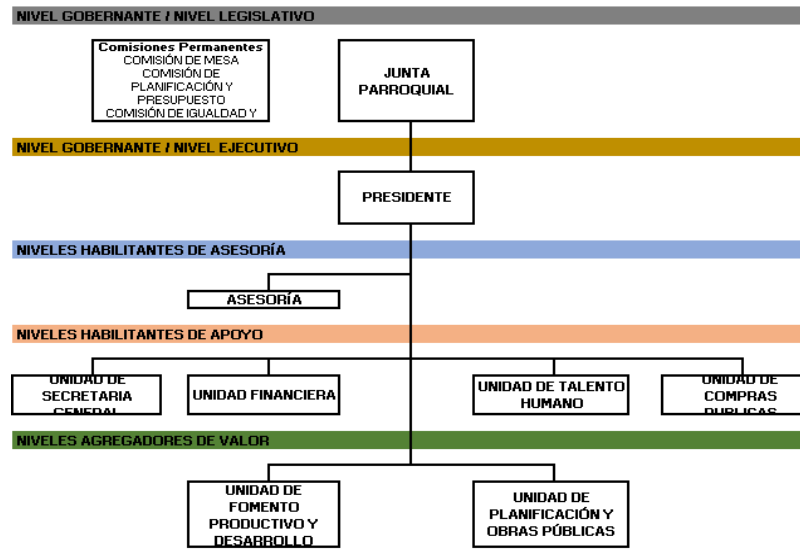 NIVEL GOBERNANTE / NIVEL LEGISLATIVO
Comisiones Permanentes
COMISIÓN DE MESA
COMISIÓN DE
PLANIFICACIÓN Y
PRESUPUESTO
COMISIÓN DE IGUALDAD Y
JUNTA
PARROQUIAL
NIVEL GOBERNANTE / NIVEL EJECUTIVO
PRESIDENTE
NIVELES HABILITANTES DE ASESORÍA
ASESORÍA
NIVELES HABILITANTES DE APOYO
UNIDAD DE
SECRETARIA
GENERAL
UNIDAD FINANCIERA
UNIDAD DE TALENTO
HUMANO
UNIDAD DE
COMPRAS
PUBLICAS
NIVELES AGREGADORES DE VALOR
UNIDAD DE
FOMENTO
PRODUCTIVO Y
DESARROLLO
UNIDAD DE
PLANIFICACIÓN Y
OBRAS PÚBLICAS